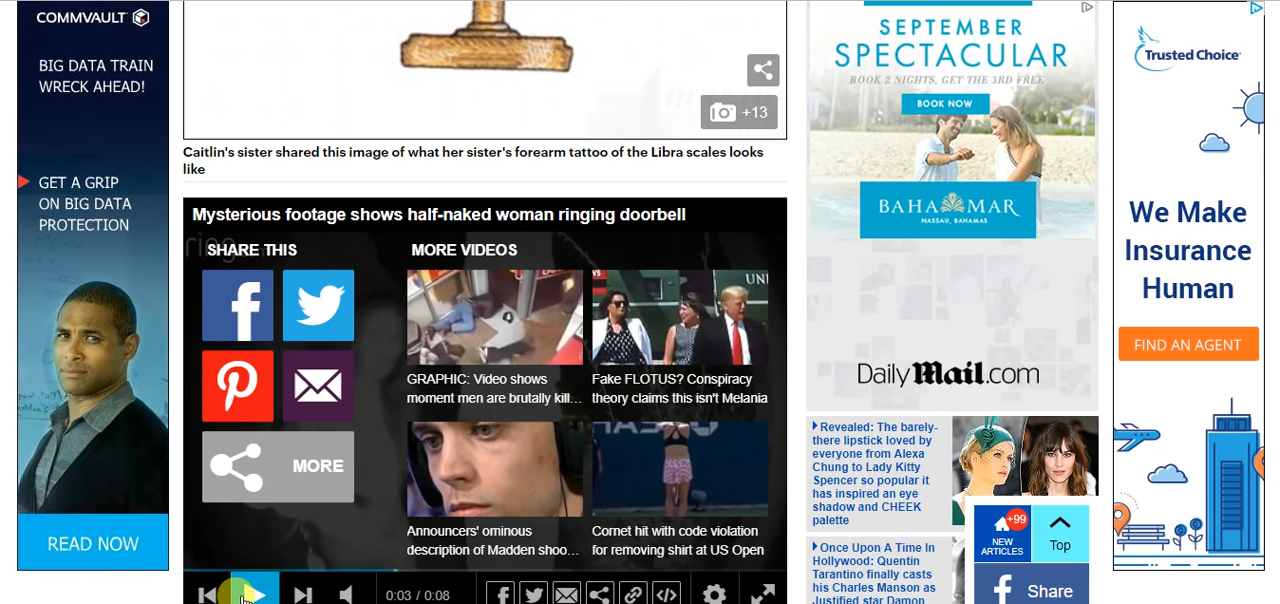 COMMVAULT
BIG DATA TRAIN
WRECK AHEAD!
GET A GRIP
ON BIG DATA
PROTECTION
READ NOW
+13
Caitlin's sister shared this image of what her sister's forearm tattoo of the Libra scales looks
like
Mysterious footage shows half-naked woman ringing doorbell
ring
SHARE THIS
MORE VIDEOS
MORE
UNI
GRAPHIC: Video shows
moment men are brutally kill...
Fake FLOTUS? Conspiracy
theory claims this isn't Melania
Announcers' ominous
description of Madden shoo...
Cornet hit with code violation
for removing shirt at US Open
0:03 / 0:08
SEPTEMBER
SPECTACULAR
BOOK 2 NIGHTS, GET THE 3RD FREE
BOOK NOW
BAHA MAR
NASSAU, BAHAMAS
Daily Mail.com
Revealed: The barely-
there lipstick loved by
everyone from Alexa
Chung to Lady Kitty
Spencer so popular it
has inspired an eye
shadow and CHEEK
palette
Once Upon A Time In
Hollywood: Quentin
Tarantino finally casts
his Charles Manson as
Justified star Damon
+99
NEW
ARTICLES
Top
Share
Trusted Choice
We Make
Insurance
Human
FIND AN AGENT